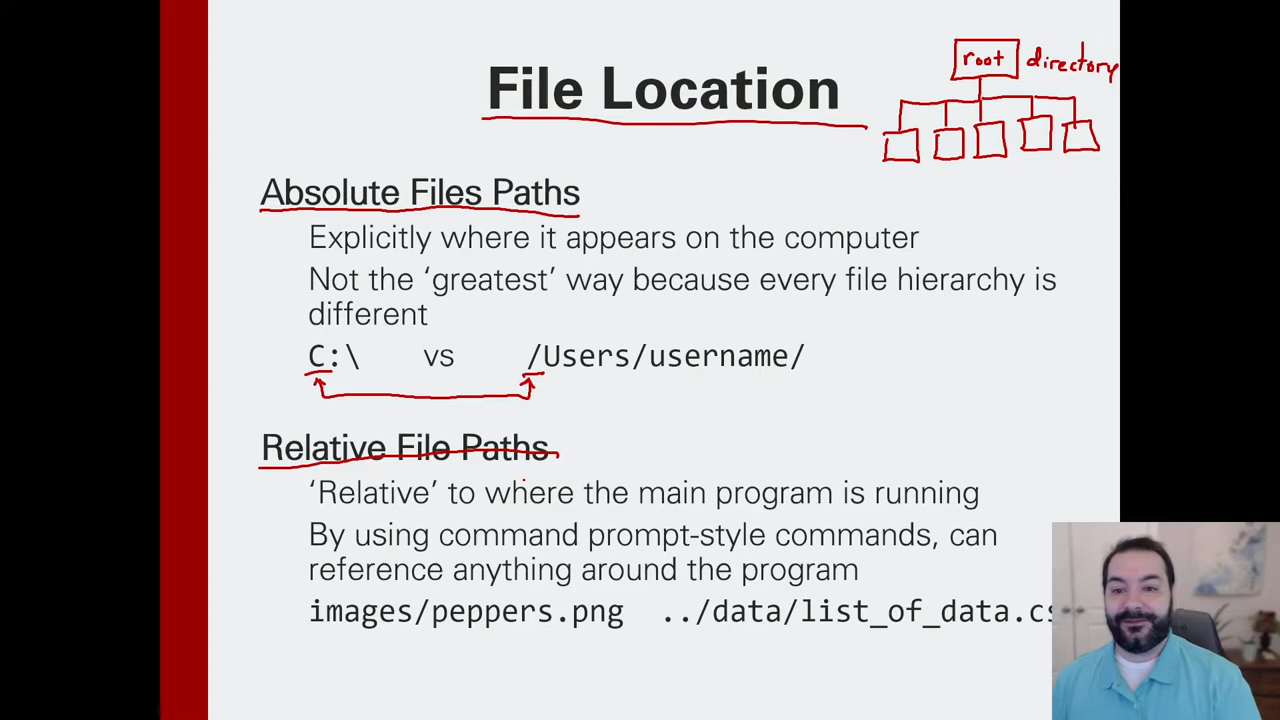 File Location
root directory
Absolute Files Paths
Explicitly where it appears on the computer
Not the ‘greatest’ way because every file hierarchy is
different
C:\ vs /Users/username/
Relative File Paths
‘Relative’ to where the main program is running
By using command prompt-style commands, can
reference anything around the program
images/peppers.png ../data/list_of_data.cs